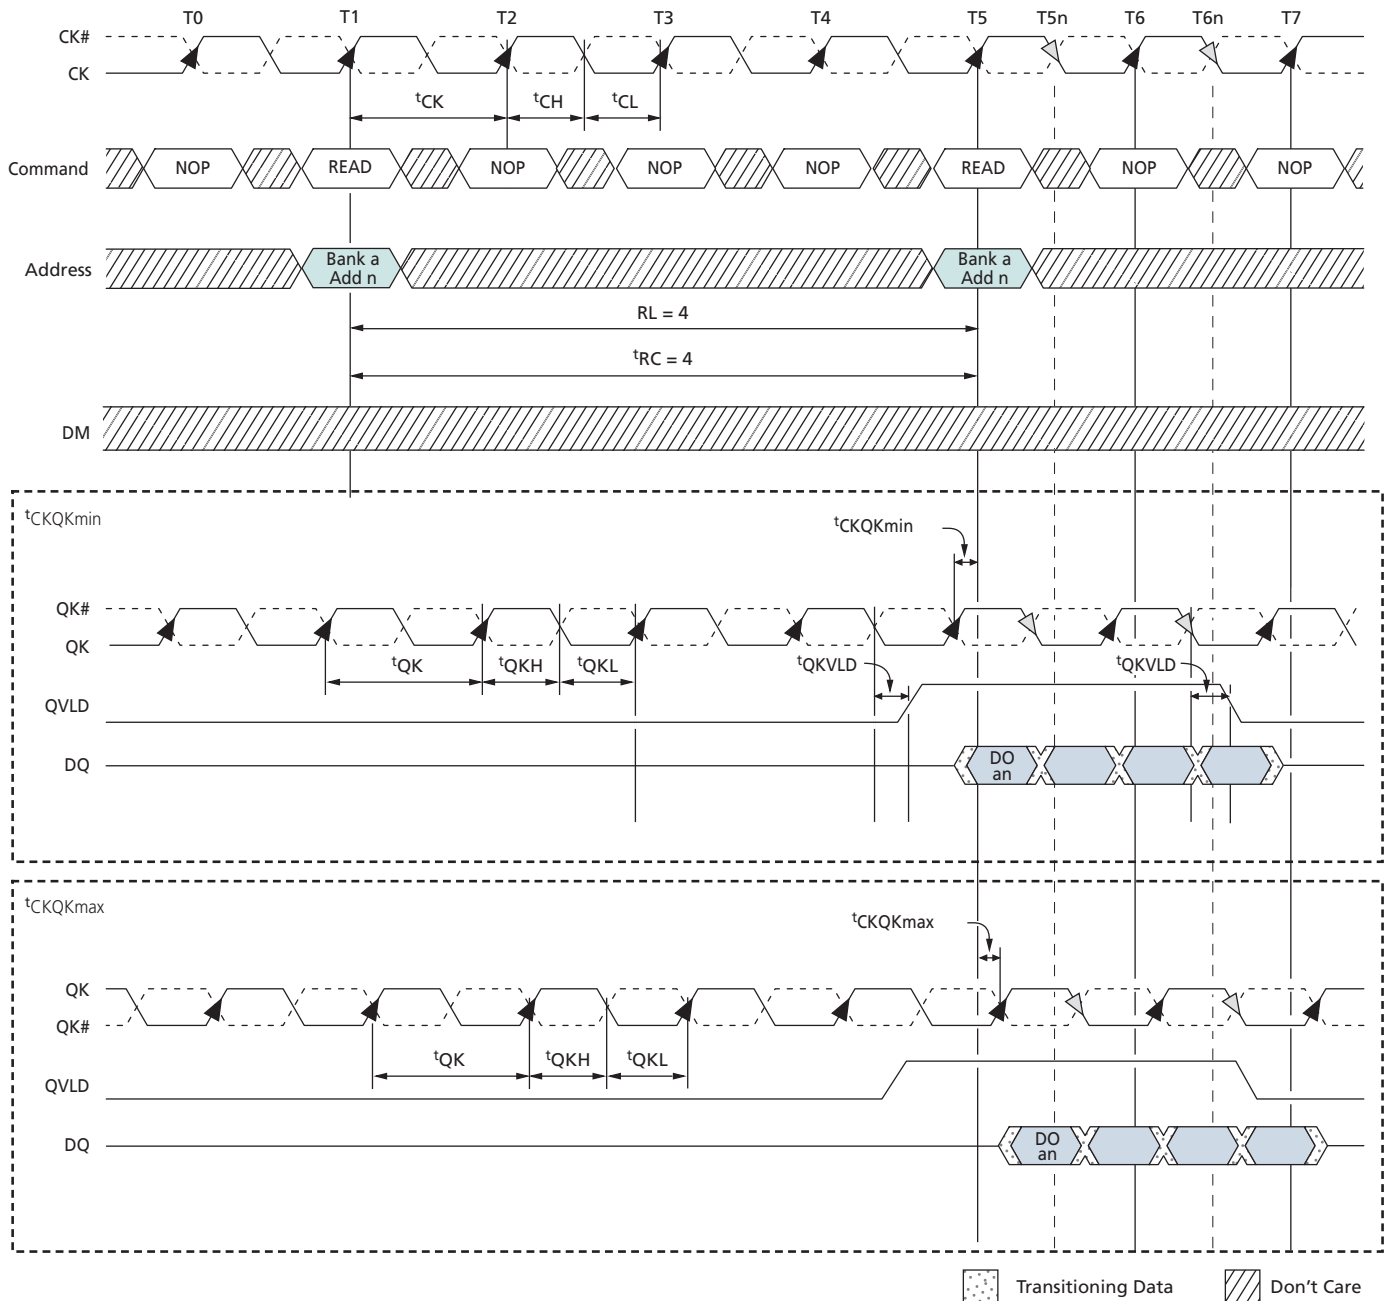 T0 T1 T2 T3 T4 T5 T5n T6 T6n T7
CK#
CK
tCK tCH tCL
Command NOP READ NOP NOP NOP READ NOP NOP
Address Bank a Bank a
Add n Add n
RL = 4
tRC = 4
DM
tCKQKmin
tCKQKmin
QK#
QK
tQK tQKH tQKL tQKVLD tQKVLD
QVLD
DQ DO
an
tCKQKmax
tCKQKmax
QK
QK#
tQK tQKH tQKL
QVLD
DQ DO
an
Transitioning Data Don't Care